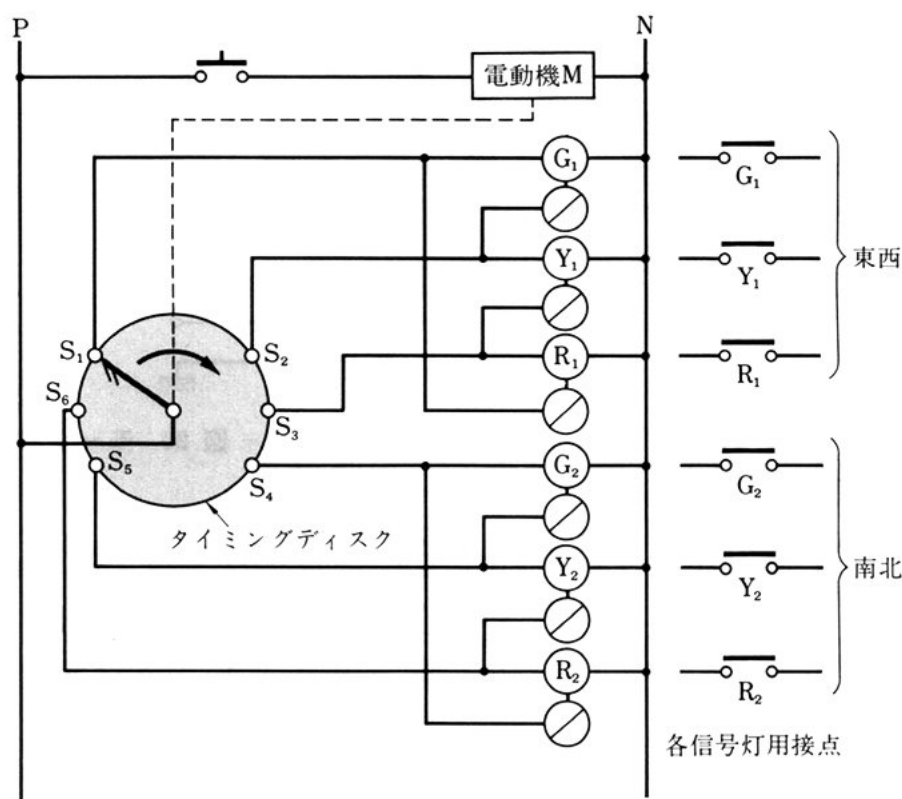 P
N
電動機M
G₁
G₁
Y₁
Y₁
東西
S₁
S₂
R₁
R₁
S₆
S₃
S₅
S₄
G₂
G₂
タイミングディスク
Y₂
Y₂
南北
R₂
R₂
各信号灯用接点